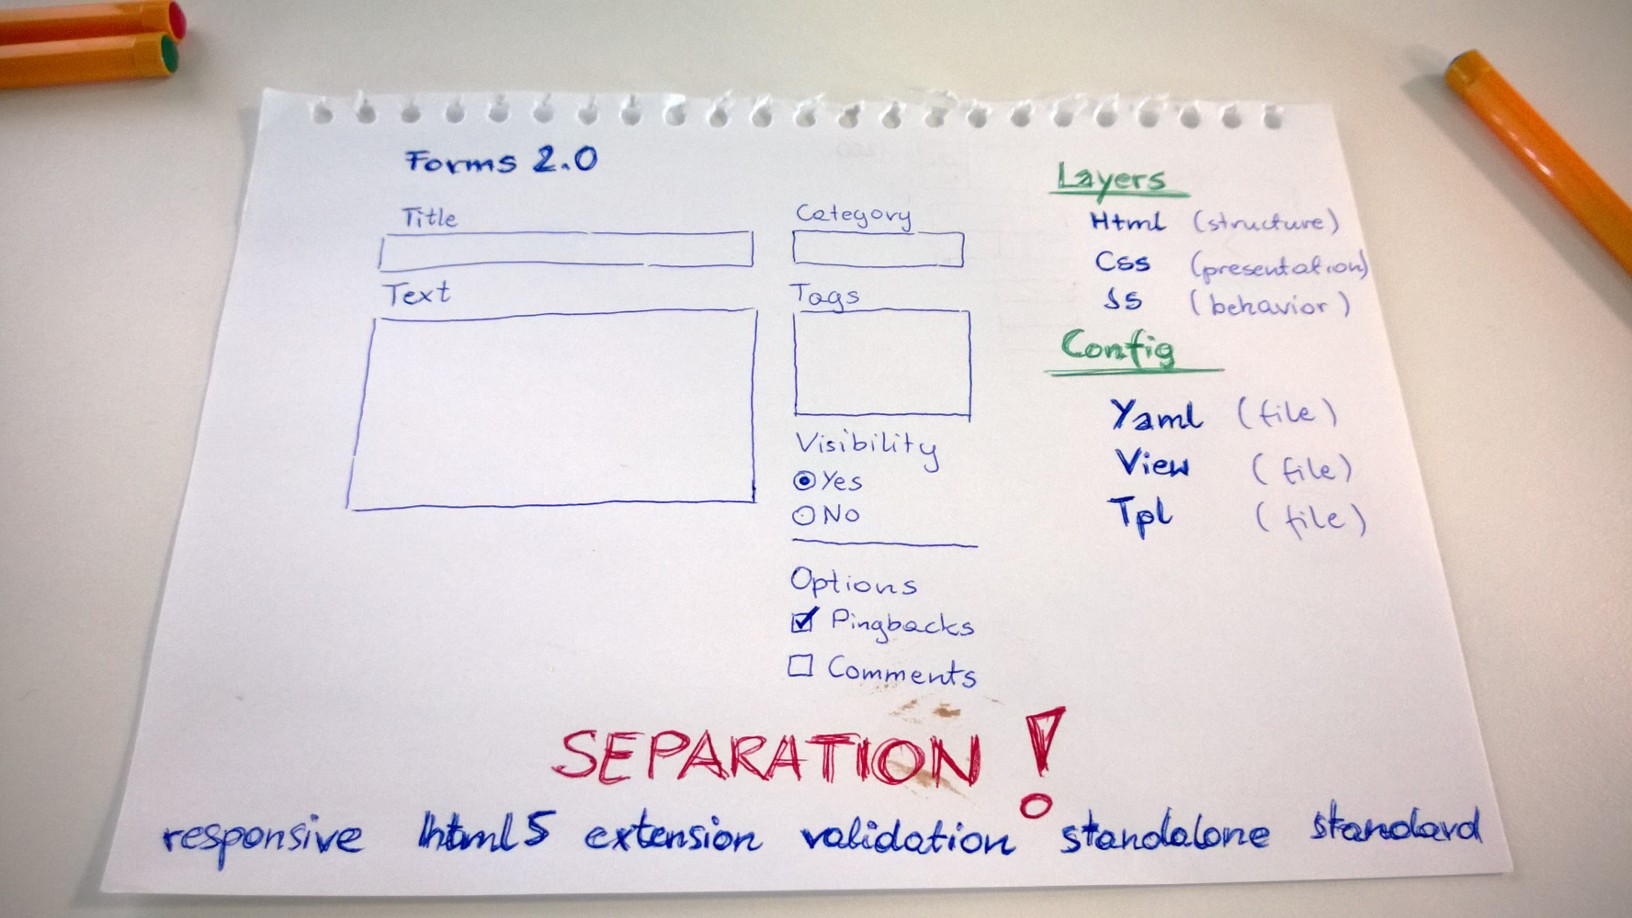 Forms 2.0
Title
Text
Category
Tags
Visibility
Yes
No
Options
Pingbacks
Comments
Layers
Html (structure)
Css (presentation)
JS (behavior)
Config
Yaml (file)
View (file)
Tpl (file)
SEPARATION!
responsive html5 extension validation standalone standard